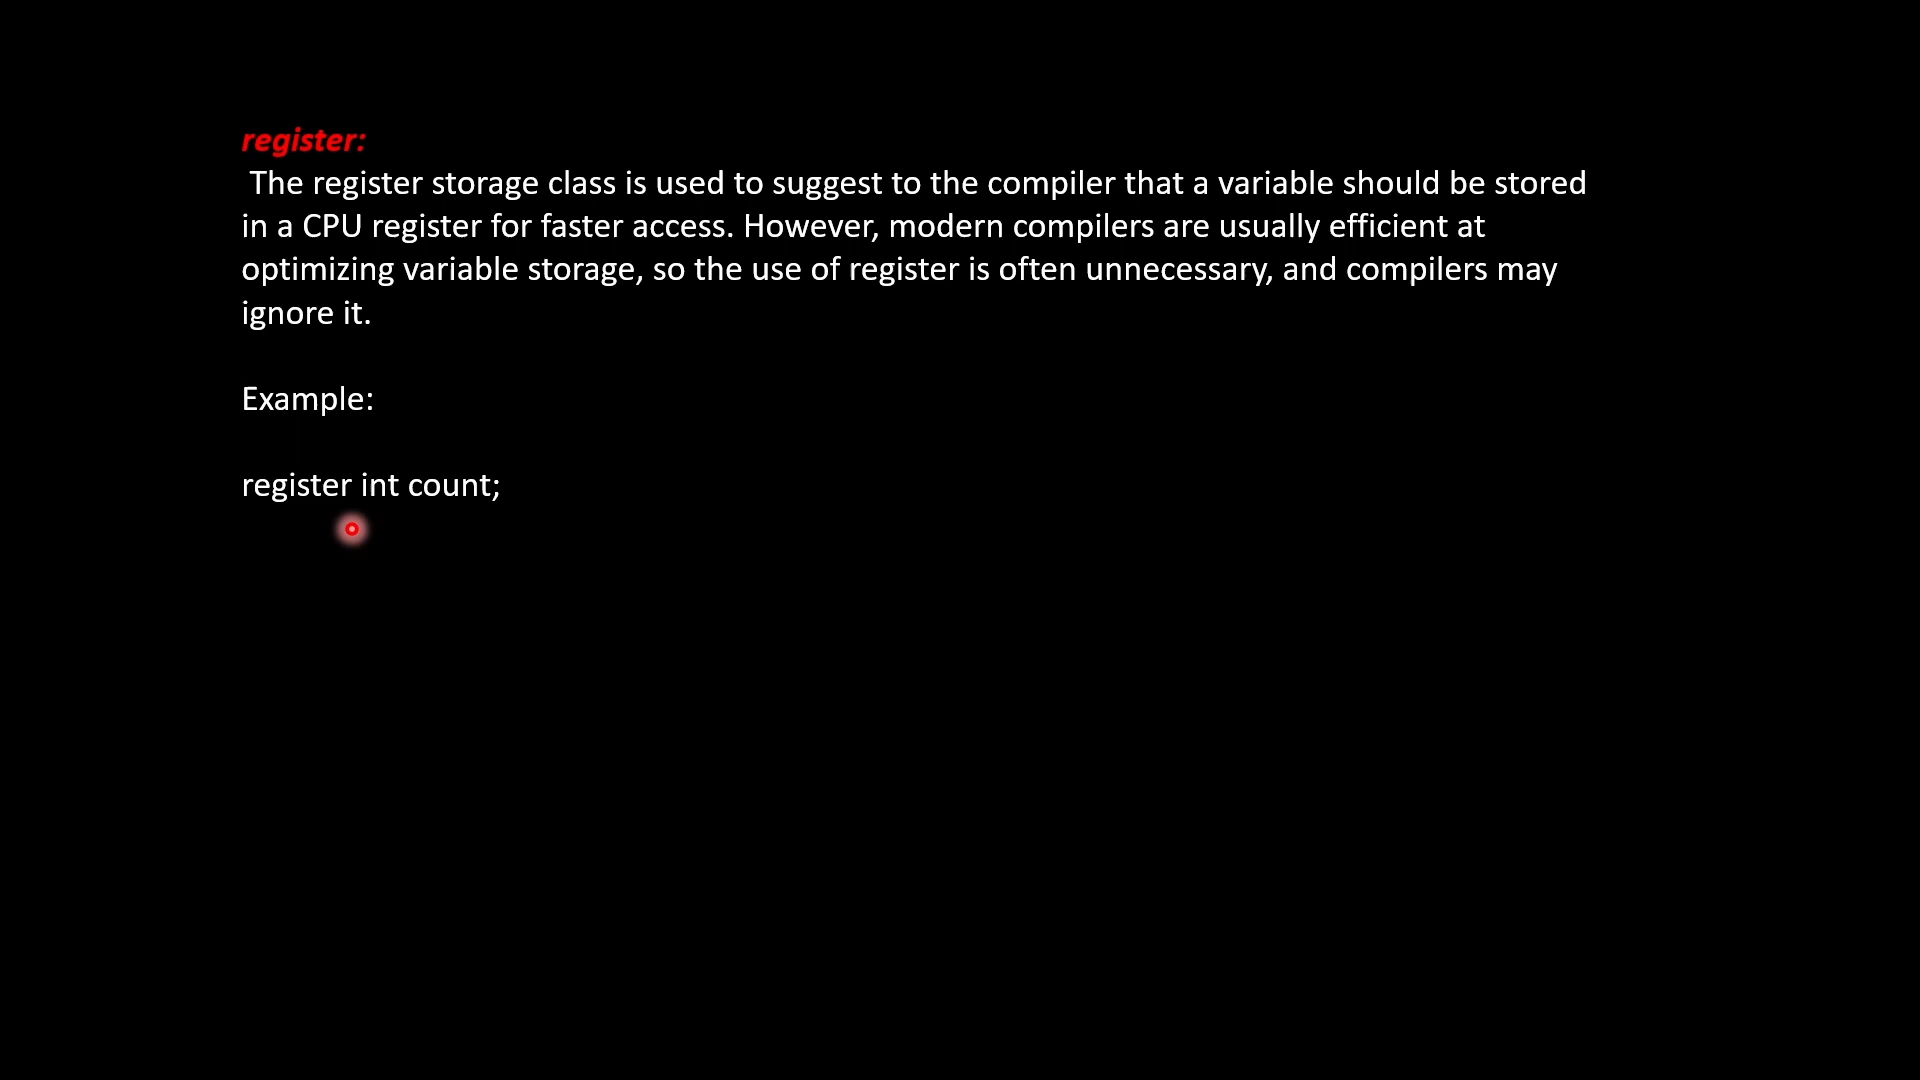 register:
The register storage class is used to suggest to the compiler that a variable should be stored
in a CPU register for faster access. However, modern compilers are usually efficient at
optimizing variable storage, so the use of register is often unnecessary, and compilers may
ignore it.
Example:
register int count;